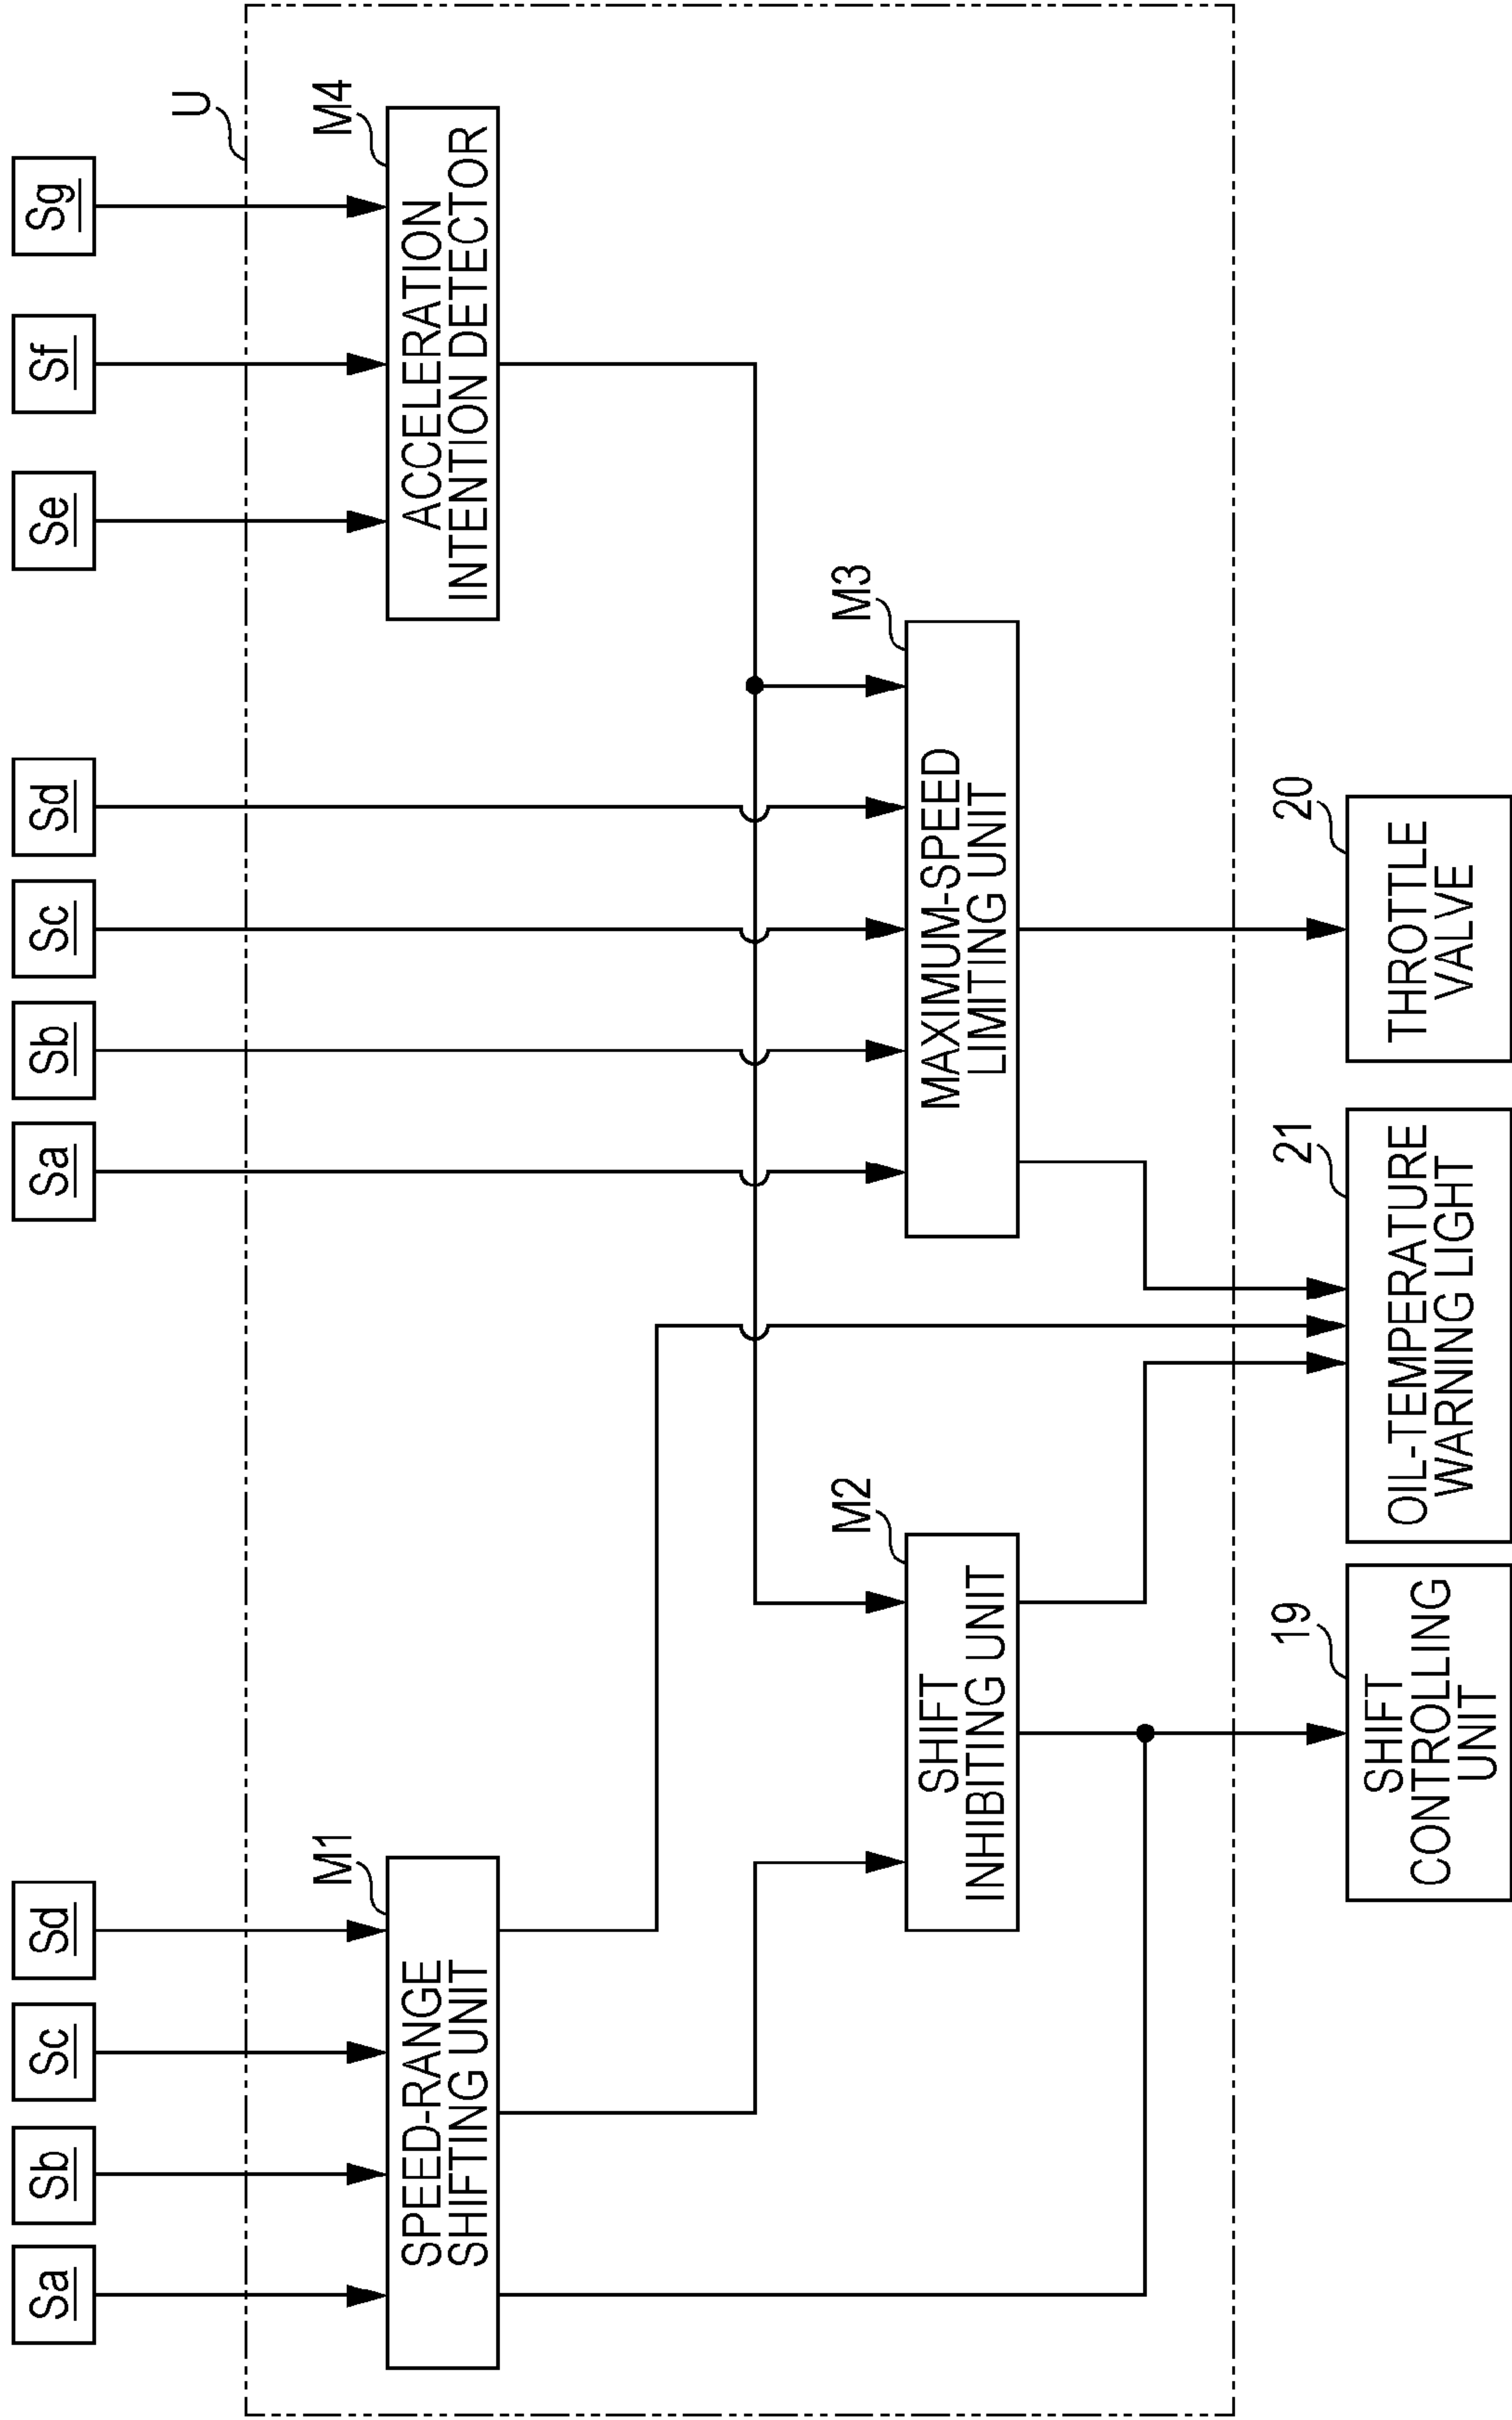 Sa
Sb
Sc
Sd
Sa
Sb
Sc
Sd
Se
Sf
Sg
U
M1
SPEED-RANGE
SHIFTING UNIT
M4
ACCELERATION
INTENTION DETECTOR
M2
SHIFT
INHIBITING UNIT
M3
MAXIMUM-SPEED
LIMITING UNIT
19
SHIFT
CONTROLLING
UNIT
21
OIL-TEMPERATURE
WARNING LIGHT
20
THROTTLE
VALVE